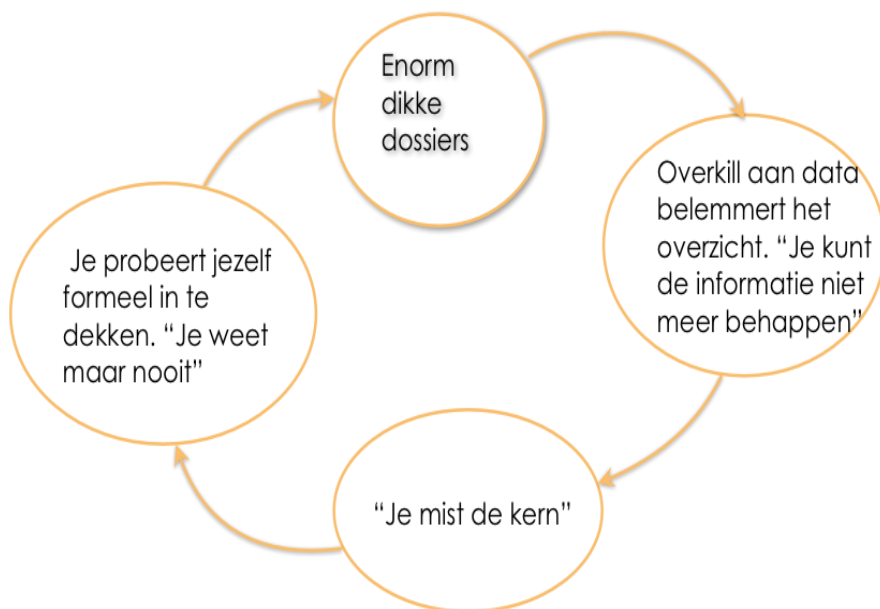 Enorm
dikke
dossiers
Overkill aan data
belemmert het
overzicht. “Je kunt
de informatie niet
meer behappen”
“Je mist de kern”
Je probeert jezelf
formeel in te
dekken. “Je weet
maar nooit”